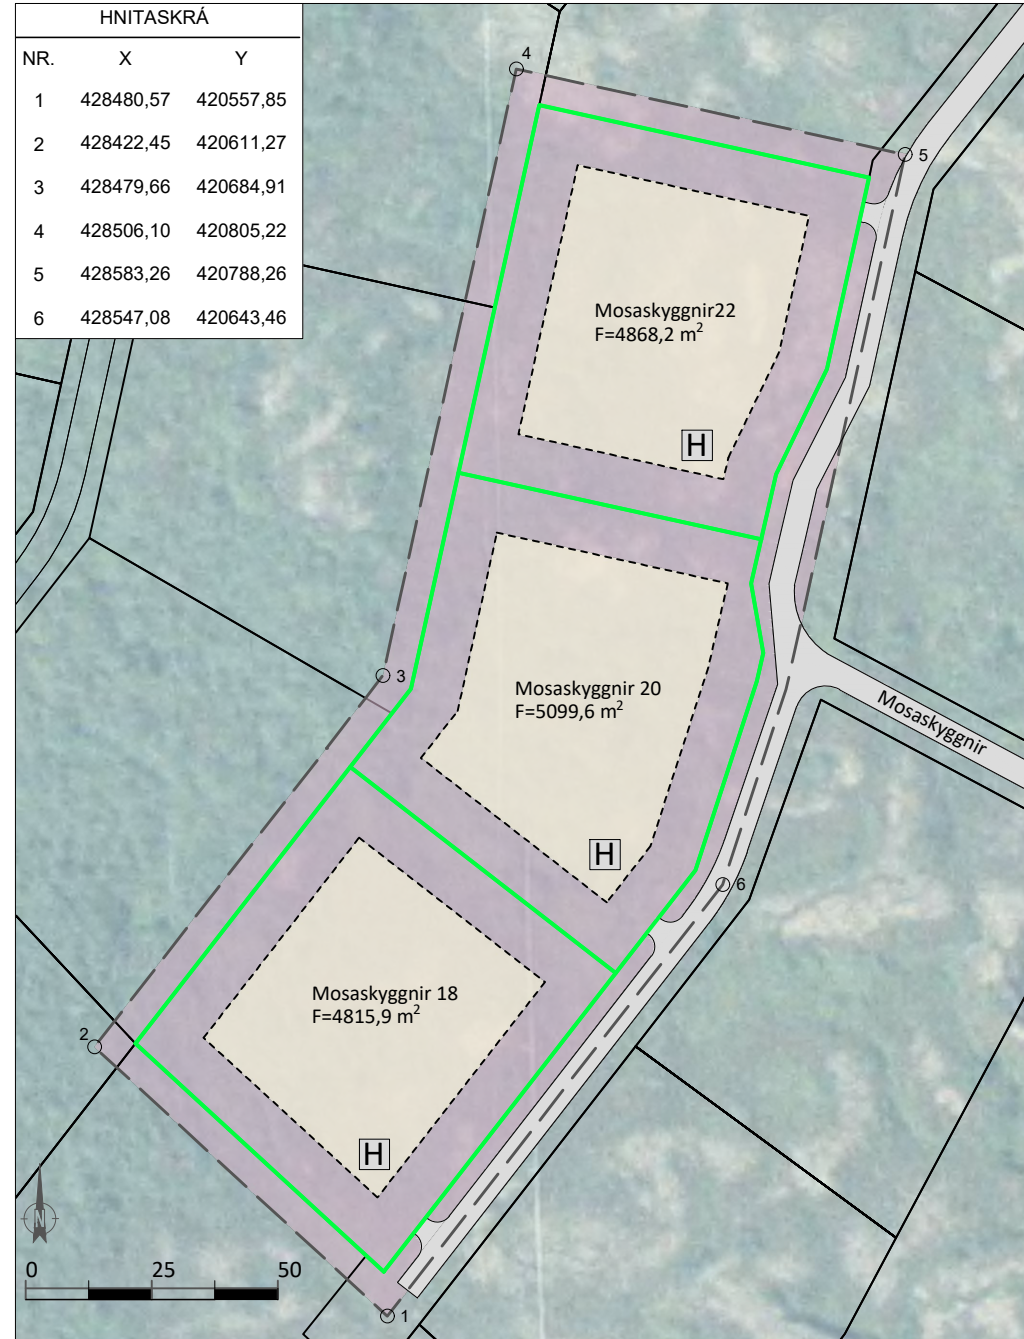 HNITASKRÁ
NR. X Y
1 428480,57 420557,85
2 428422,45 420611,27
3 428479,66 420684,91
4 428506,10 420805,22
5 428583,26 420788,26
6 428547,08 420643,46
4
5
Mosaskyggnir22
F=4868,2 m²
H
3
Mosaskyggnir 20
F=5099,6 m²
Mosaskyggnir
H
6
Mosaskyggnir 18
F=4815,9 m²
2
H
N
0 25 50
1